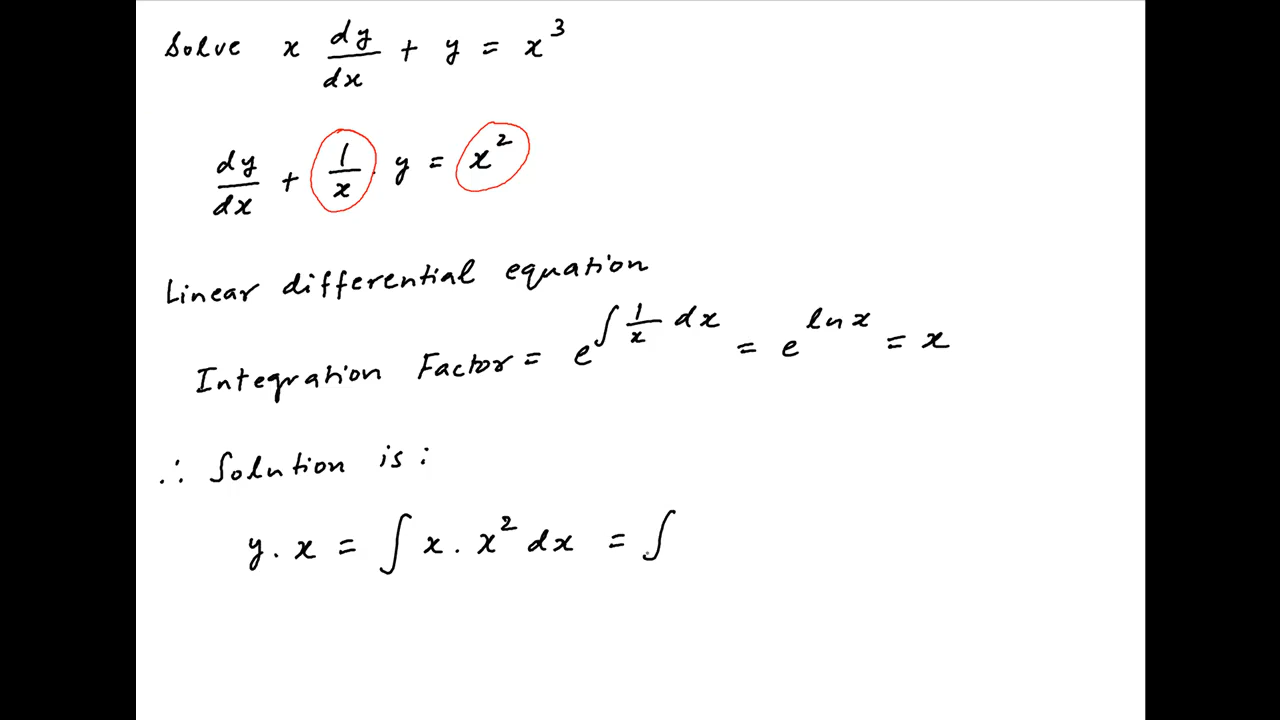 Solve x dy/dx + y = x³
dy/dx + 1/x · y = x²
Linear differential equation
Integration Factor = e^∫ 1/x dx = e^ln x = x
∴ Solution is :
y . x = ∫ x . x² dx = ∫